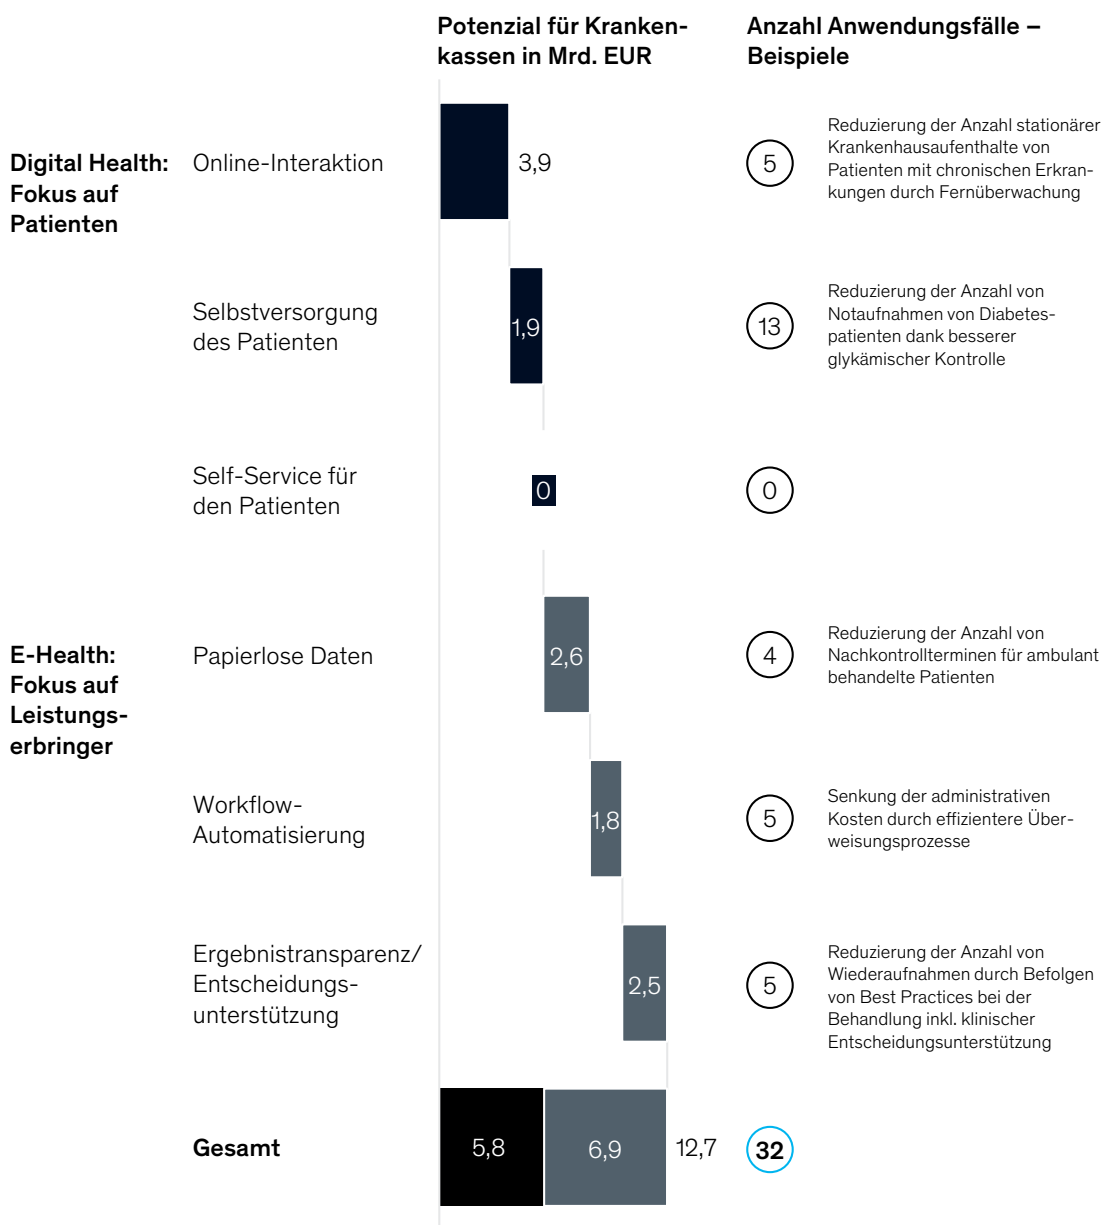 Potenzial für Kranken-
kassen in Mrd. EUR
Anzahl Anwendungsfälle –
Beispiele
Digital Health:
Fokus auf
Patienten
Online-Interaktion
3,9
5
Reduzierung der Anzahl stationärer
Krankenhausaufenthalte von
Patienten mit chronischen Erkran-
kungen durch Fernüberwachung
Selbstversorgung
des Patienten
1,9
13
Reduzierung der Anzahl von
Notaufnahmen von Diabetes-
patienten dank besserer
glykämischer Kontrolle
Self-Service für
den Patienten
0
0
E-Health:
Fokus auf
Leistungs-
erbringer
Papierlose Daten
2,6
4
Reduzierung der Anzahl von
Nachkontrollterminen für ambulant
behandelte Patienten
Workflow-
Automatisierung
1,8
5
Senkung der administrativen
Kosten durch effizientere Über-
weisungsprozesse
Ergebnistransparenz/
Entscheidungs-
unterstützung
2,5
5
Reduzierung der Anzahl von
Wiederaufnahmen durch Befolgen
von Best Practices bei der
Behandlung inkl. klinischer
Entscheidungsunterstützung
Gesamt
5,8
6,9
12,7
32